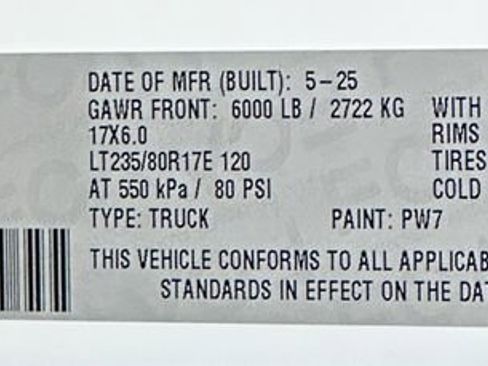 DATE OF MFR (BUILT): 5-25
GAWR FRONT: 6000 LB / 2722 KG WITH
17X6.0 RIMS
LT235/80R17E 120 TIRES
AT 550 kPa / 80 PSI COLD
TYPE: TRUCK PAINT: PW7
THIS VEHICLE CONFORMS TO ALL APPLICAB
STANDARDS IN EFFECT ON THE DA